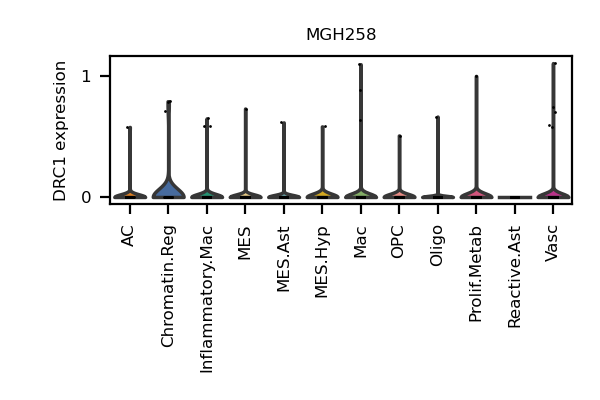 MGH258
DRC1 expression
1
0
AC
Chromatin.Reg
Inflammatory.Mac
MES
MES.Ast
MES.Hyp
Mac
OPC
Oligo
Prolif.Metab
Reactive.Ast
Vasc